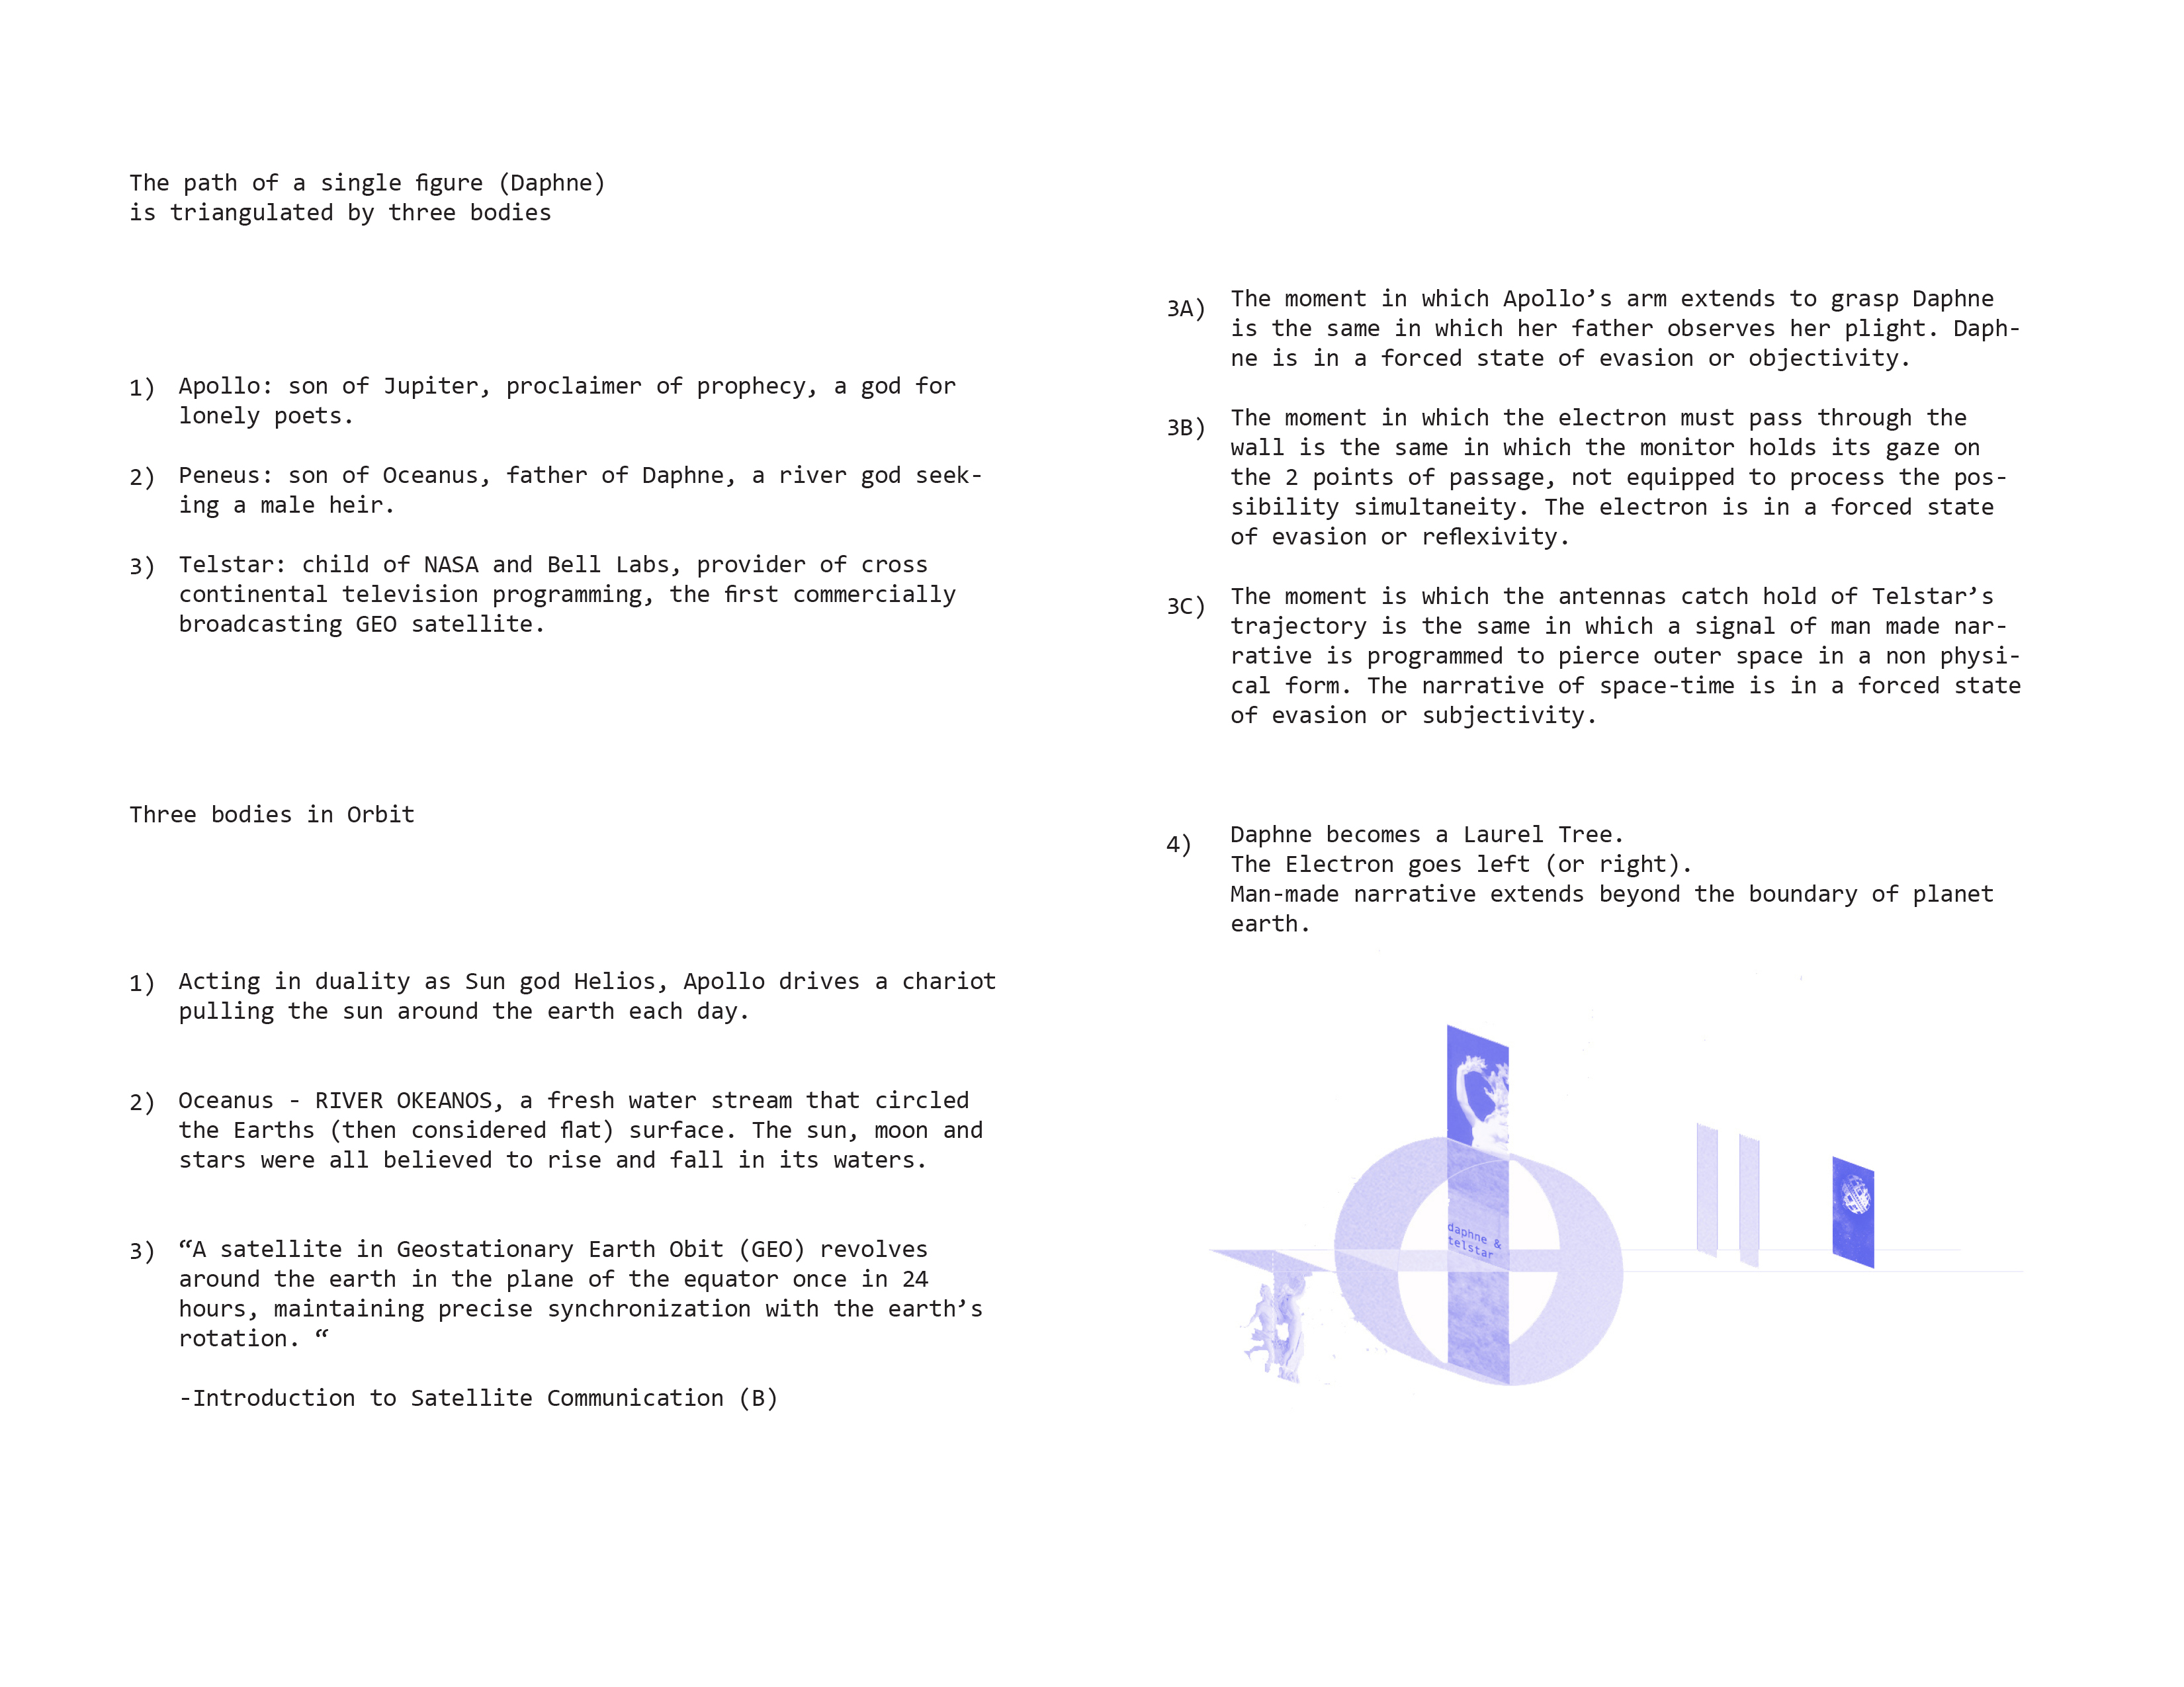 The path of a single figure (Daphne)
is triangulated by three bodies
1) Apollo: son of Jupiter, proclaimer of prophecy, a god for
lonely poets.
2) Peneus: son of Oceanus, father of Daphne, a river god seek-
ing a male heir.
3) Telstar: child of NASA and Bell Labs, provider of cross
continental television programming, the first commercially
broadcasting GEO satellite.
Three bodies in Orbit
1) Acting in duality as Sun god Helios, Apollo drives a chariot
pulling the sun around the earth each day.
2) Oceanus - RIVER OKEANOS, a fresh water stream that circled
the Earths (then considered flat) surface. The sun, moon and
stars were all believed to rise and fall in its waters.
3) “A satellite in Geostationary Earth Obit (GEO) revolves
around the earth in the plane of the equator once in 24
hours, maintaining precise synchronization with the earth’s
rotation. “
-Introduction to Satellite Communication (B)
3A) The moment in which Apollo’s arm extends to grasp Daphne
is the same in which her father observes her plight. Daph-
ne is in a forced state of evasion or objectivity.
3B) The moment in which the electron must pass through the
wall is the same in which the monitor holds its gaze on
the 2 points of passage, not equipped to process the pos-
sibility simultaneity. The electron is in a forced state
of evasion or reflexivity.
3C) The moment is which the antennas catch hold of Telstar’s
trajectory is the same in which a signal of man made nar-
rative is programmed to pierce outer space in a non physi-
cal form. The narrative of space-time is in a forced state
of evasion or subjectivity.
4) Daphne becomes a Laurel Tree.
The Electron goes left (or right).
Man-made narrative extends beyond the boundary of planet
earth.
daphne &
telstar